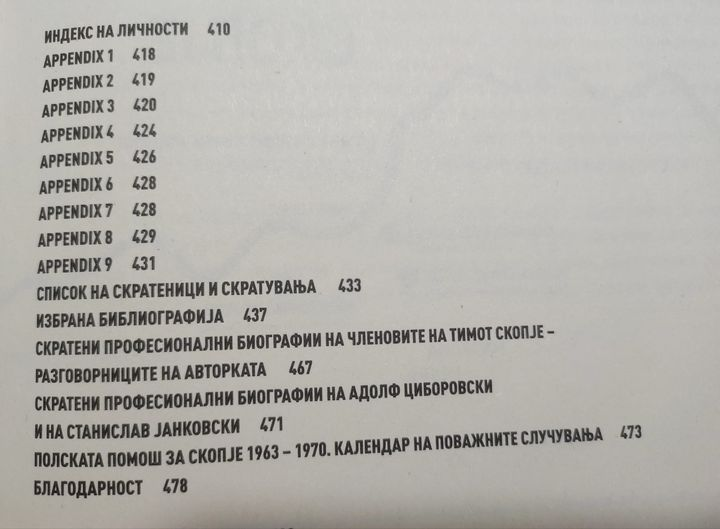 ИНДЕКС НА ЛИЧНОСТИ 410
APPENDIX 1 418
APPENDIX 2 419
APPENDIX 3 420
APPENDIX 4 424
APPENDIX 5 426
APPENDIX 6 428
APPENDIX 7 428
APPENDIX 8 429
APPENDIX 9 431
СПИСОК НА СКРАТЕНИЦИ И СКРАТУВАЊА 433
ИЗБРАНА БИБЛИОГРАФИЈА 437
СКРАТЕНИ ПРОФЕСИОНАЛНИ БИОГРАФИИ НА ЧЛЕНОВИТЕ НА ТИМОТ СКОПЈЕ –
РАЗГОВОРНИЦИТЕ НА АВТОРКАТА 467
СКРАТЕНИ ПРОФЕСИОНАЛНИ БИОГРАФИИ НА АДОЛФ ЦИБОРОВСКИ
И НА СТАНИСЛАВ ЈАНКОВСКИ 471
ПОЛСКАТА ПОМОШ ЗА СКОПЈЕ 1963 – 1970. КАЛЕНДАР НА ПОВАЖНИТЕ СЛУЧУВАЊА 473
БЛАГОДАРНОСТ 478